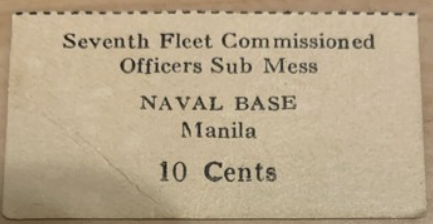 Seventh Fleet Commissioned
Officers Sub Mess
NAVAL BASE
Manila
10 Cents